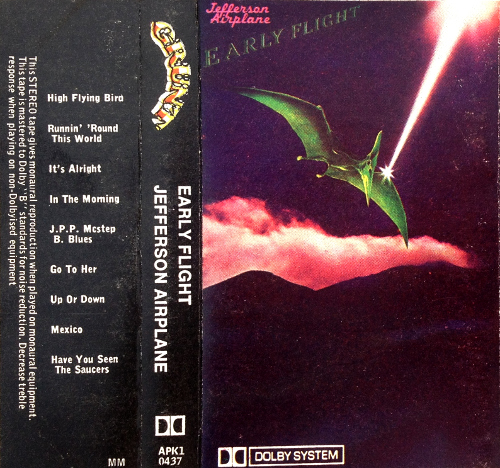 This STEREO tape gives monaural reproduction when played on monaural equipment.
This tape is mastered to Dolby "B" standards for noise reduction. Decrease treble
response when playing on non-Dolbyised equipment
High Flying Bird
Runnin' 'Round
This World
It's Alright
In The Morning
J.P.P. Mcstep
B. Blues
Go To Her
Up Or Down
Mexico
Have You Seen
The Saucers
MM
GRUNT
EARLY FLIGHT
JEFFERSON AIRPLANE
APK1
0437
Jefferson
Airplane
EARLY FLIGHT
DOLBY SYSTEM